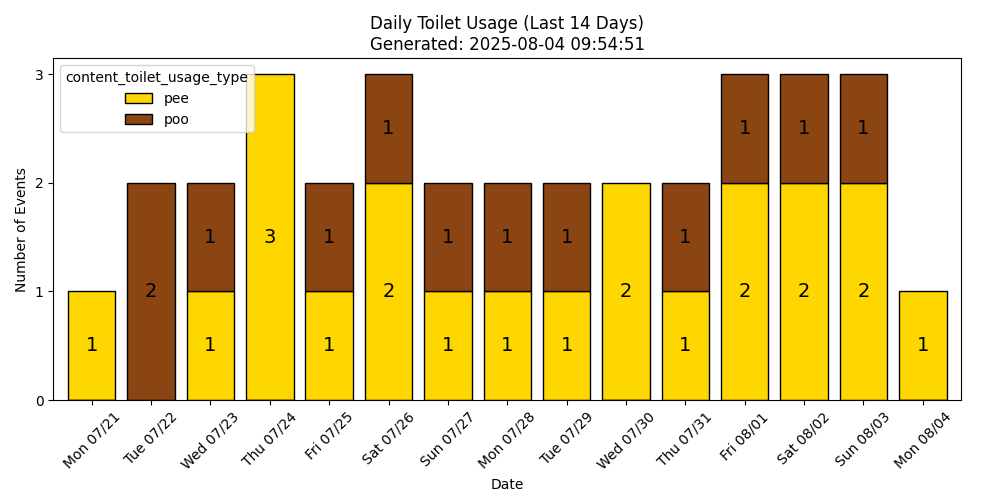 Daily Toilet Usage (Last 14 Days)
Generated: 2025-08-04 09:54:51
content_toilet_usage_type
pee
poo
Number of Events
3
2
1
0
1
2
1
1
3
1
1
1
2
1
1
1
1
1
1
2
1
1
1
2
1
2
1
2
1
Mon 07/21
Tue 07/22
Wed 07/23
Thu 07/24
Fri 07/25
Sat 07/26
Sun 07/27
Mon 07/28
Tue 07/29
Wed 07/30
Thu 07/31
Fri 08/01
Sat 08/02
Sun 08/03
Mon 08/04
Date